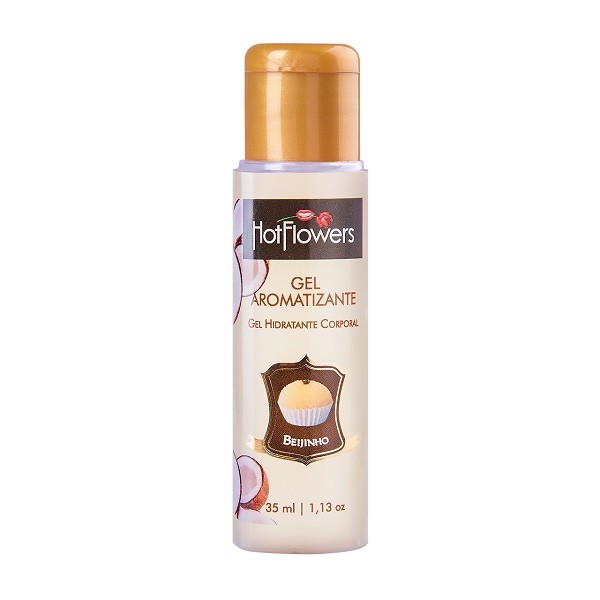 HotFlowers
GEL
AROMATIZANTE
GEL HIDRATANTE CORPORAL
BEIJINHO
35 ml | 1,13 oz